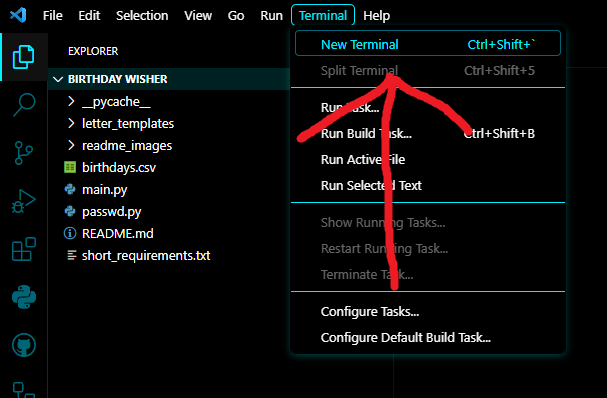 File Edit Selection View Go Run Terminal Help
EXPLORER
BIRTHDAY WISHER
__pycache__
letter_templates
readme_images
birthdays.csv
main.py
passwd.py
README.md
short_requirements.txt
New Terminal Ctrl+Shift+`
Split Terminal Ctrl+Shift+5
Run Task...
Run Build Task... Ctrl+Shift+B
Run Active File
Run Selected Text
Show Running Tasks...
Restart Running Task...
Terminate Task...
Configure Tasks...
Configure Default Build Task...